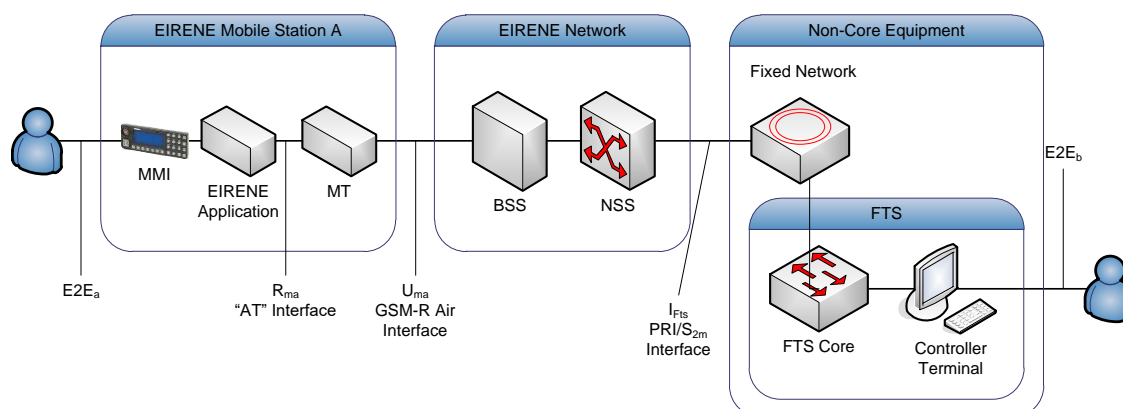 EIRENE Mobile Station A
EIRENE Network
Non-Core Equipment
Fixed Network
MMI
EIRENE
Application
MT
BSS
NSS
E2Eb
FTS
E2Ea
Rma
“AT” Interface
Uma
GSM-R Air
Interface
IFts
PRI/S2m
Interface
FTS Core
Controller
Terminal